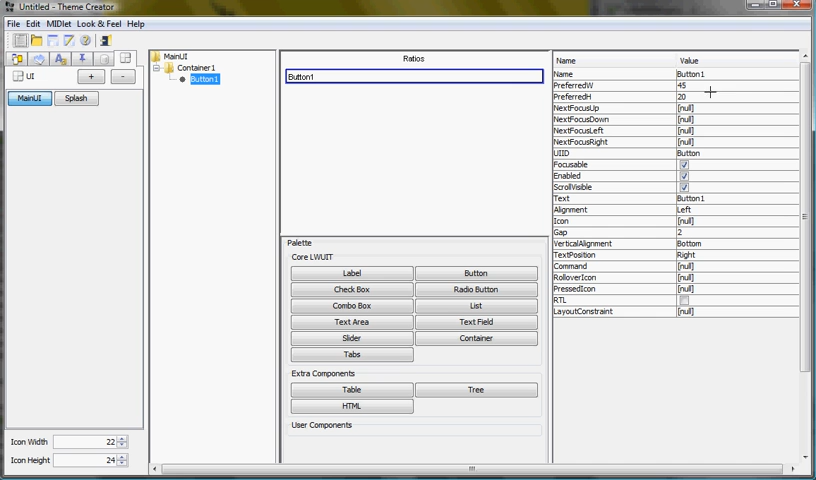 Untitled - Theme Creator
File Edit MIDlet Look & Feel Help
UI + -
MainUI Splash
Icon Width 22
Icon Height 24
MainUI
Container1
Button1
Ratios
Button1
Palette
Core LWUIT
Label Button
Check Box Radio Button
Combo Box List
Text Area Text Field
Slider Container
Tabs
Extra Components
Table Tree
HTML
User Components
Name Value
Name Button1
PreferredW 45
PreferredH 20
NextFocusUp [null]
NextFocusDown [null]
NextFocusLeft [null]
NextFocusRight [null]
UIID Button
Focusable
Enabled
ScrollVisible
Text Button1
Alignment Left
Icon [null]
Gap 2
VerticalAlignment Bottom
TextPosition Right
Command [null]
RolloverIcon [null]
PressedIcon [null]
RTL
LayoutConstraint [null]